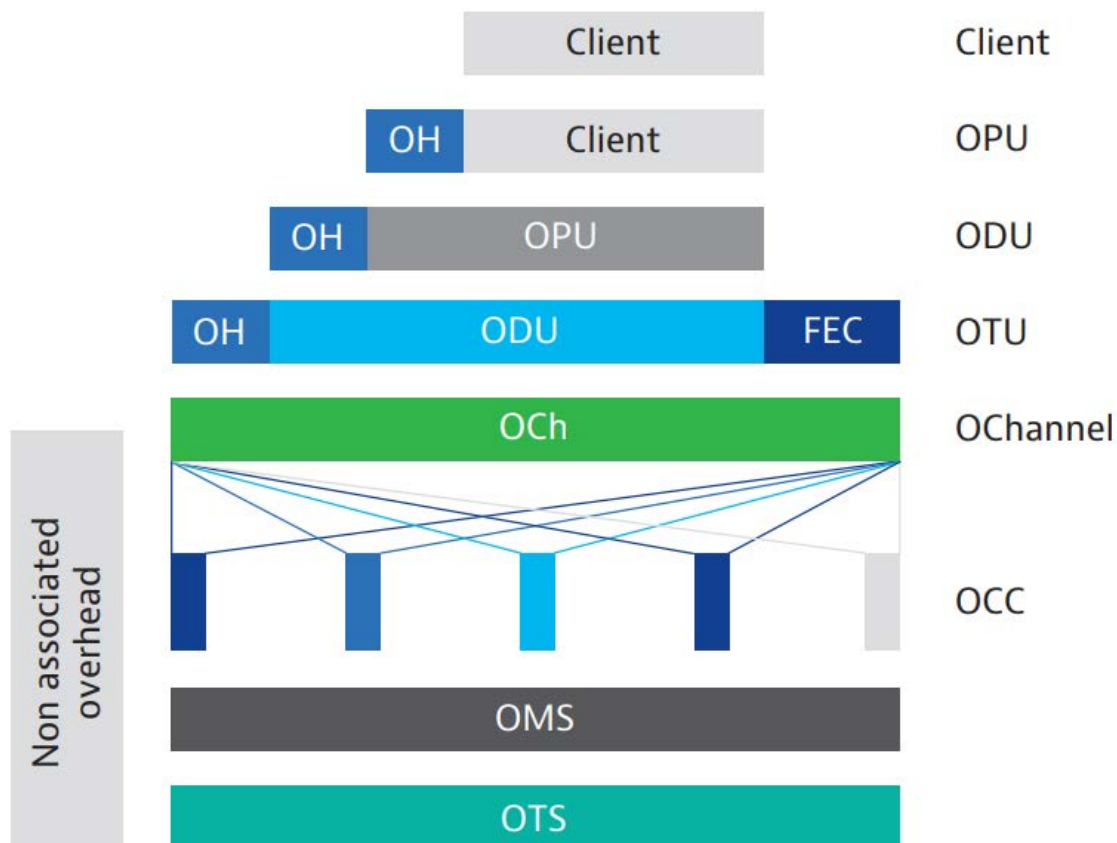 Client Client
OH Client OPU
OH OPU ODU
OH ODU FEC OTU
OCh OChannel
Non associated
overhead
OCC
OMS
OTS